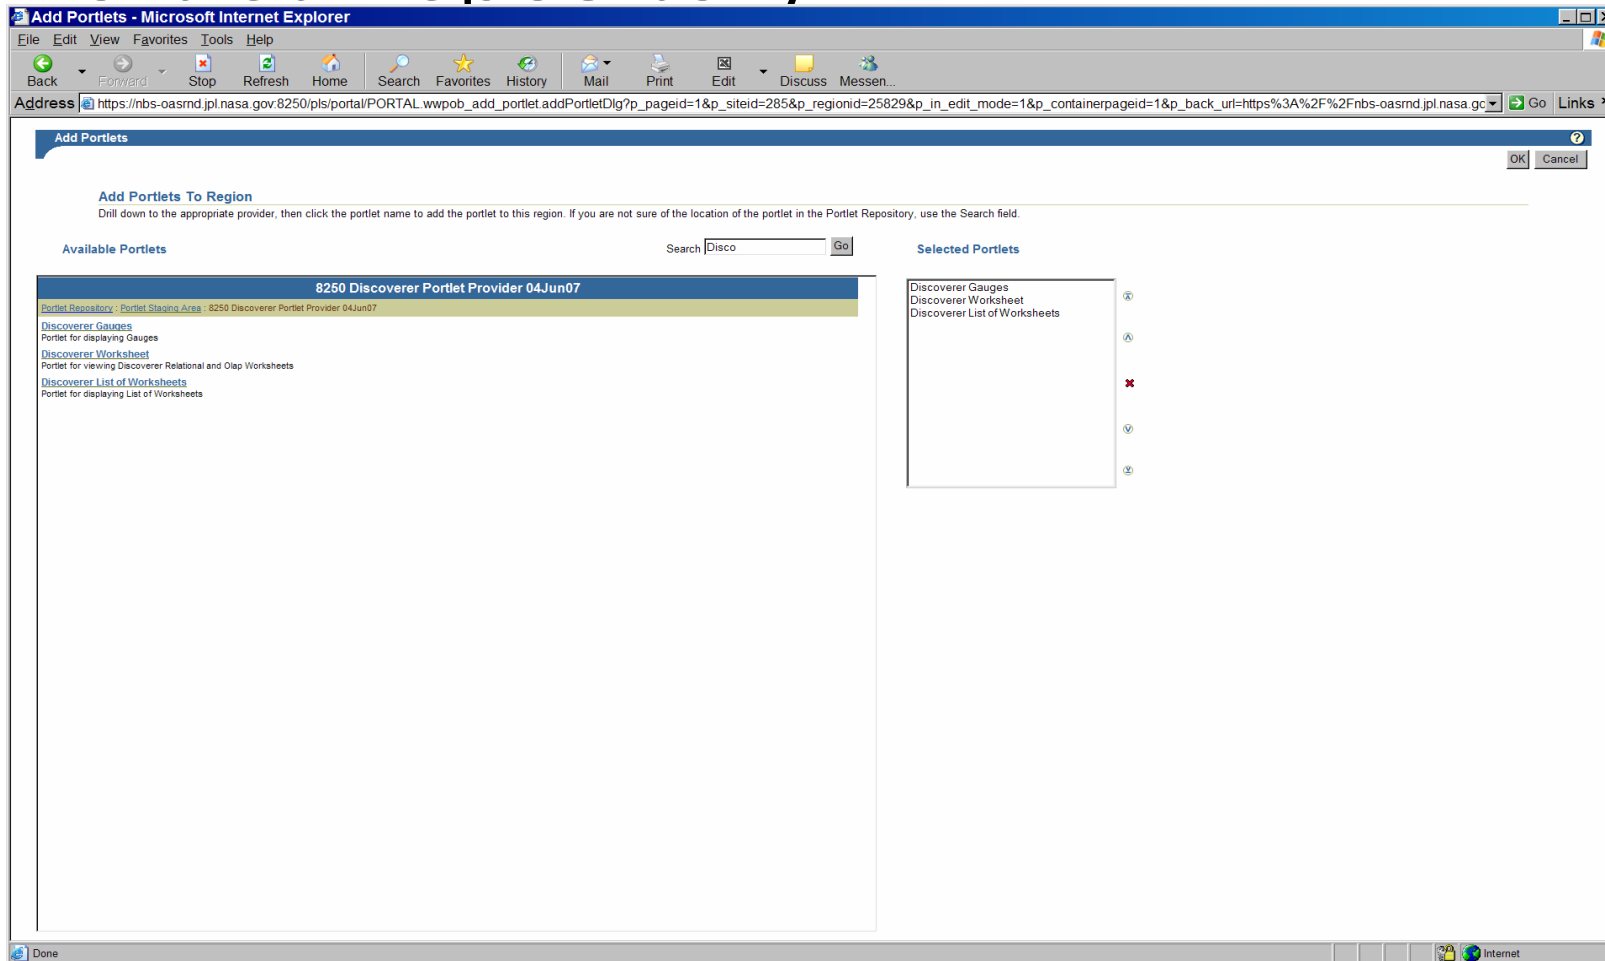 Add Portlets - Microsoft Internet Explorer
File Edit View Favorites Tools Help
Back Forward Stop Refresh Home Search Favorites History Mail Print Edit Discuss Messen...
Address https://nbs-oasrnd.jpl.nasa.gov:8250/pls/portal/PORTAL.wwpob_add_portlet.addPortletDlg?p_pageid=1&p_siteid=285&p_regionid=25829&p_in_edit_mode=1&p_containerpageid=1&p_back_url=https%3A%2F%2Fnbs-oasrnd.jpl.nasa.gc Go Links
Add Portlets ?
OK Cancel
Add Portlets To Region
Drill down to the appropriate provider, then click the portlet name to add the portlet to this region. If you are not sure of the location of the portlet in the Portlet Repository, use the Search field.
Available Portlets Search Disco Go Selected Portlets
8250 Discoverer Portlet Provider 04Jun07
Portlet Repository : Portlet Staging Area : 8250 Discoverer Portlet Provider 04Jun07
Discoverer Gauges
Portlet for displaying Gauges
Discoverer Worksheet
Portlet for viewing Discoverer Relational and Olap Worksheets
Discoverer List of Worksheets
Portlet for displaying List of Worksheets
Discoverer Gauges
Discoverer Worksheet
Discoverer List of Worksheets
Done Internet